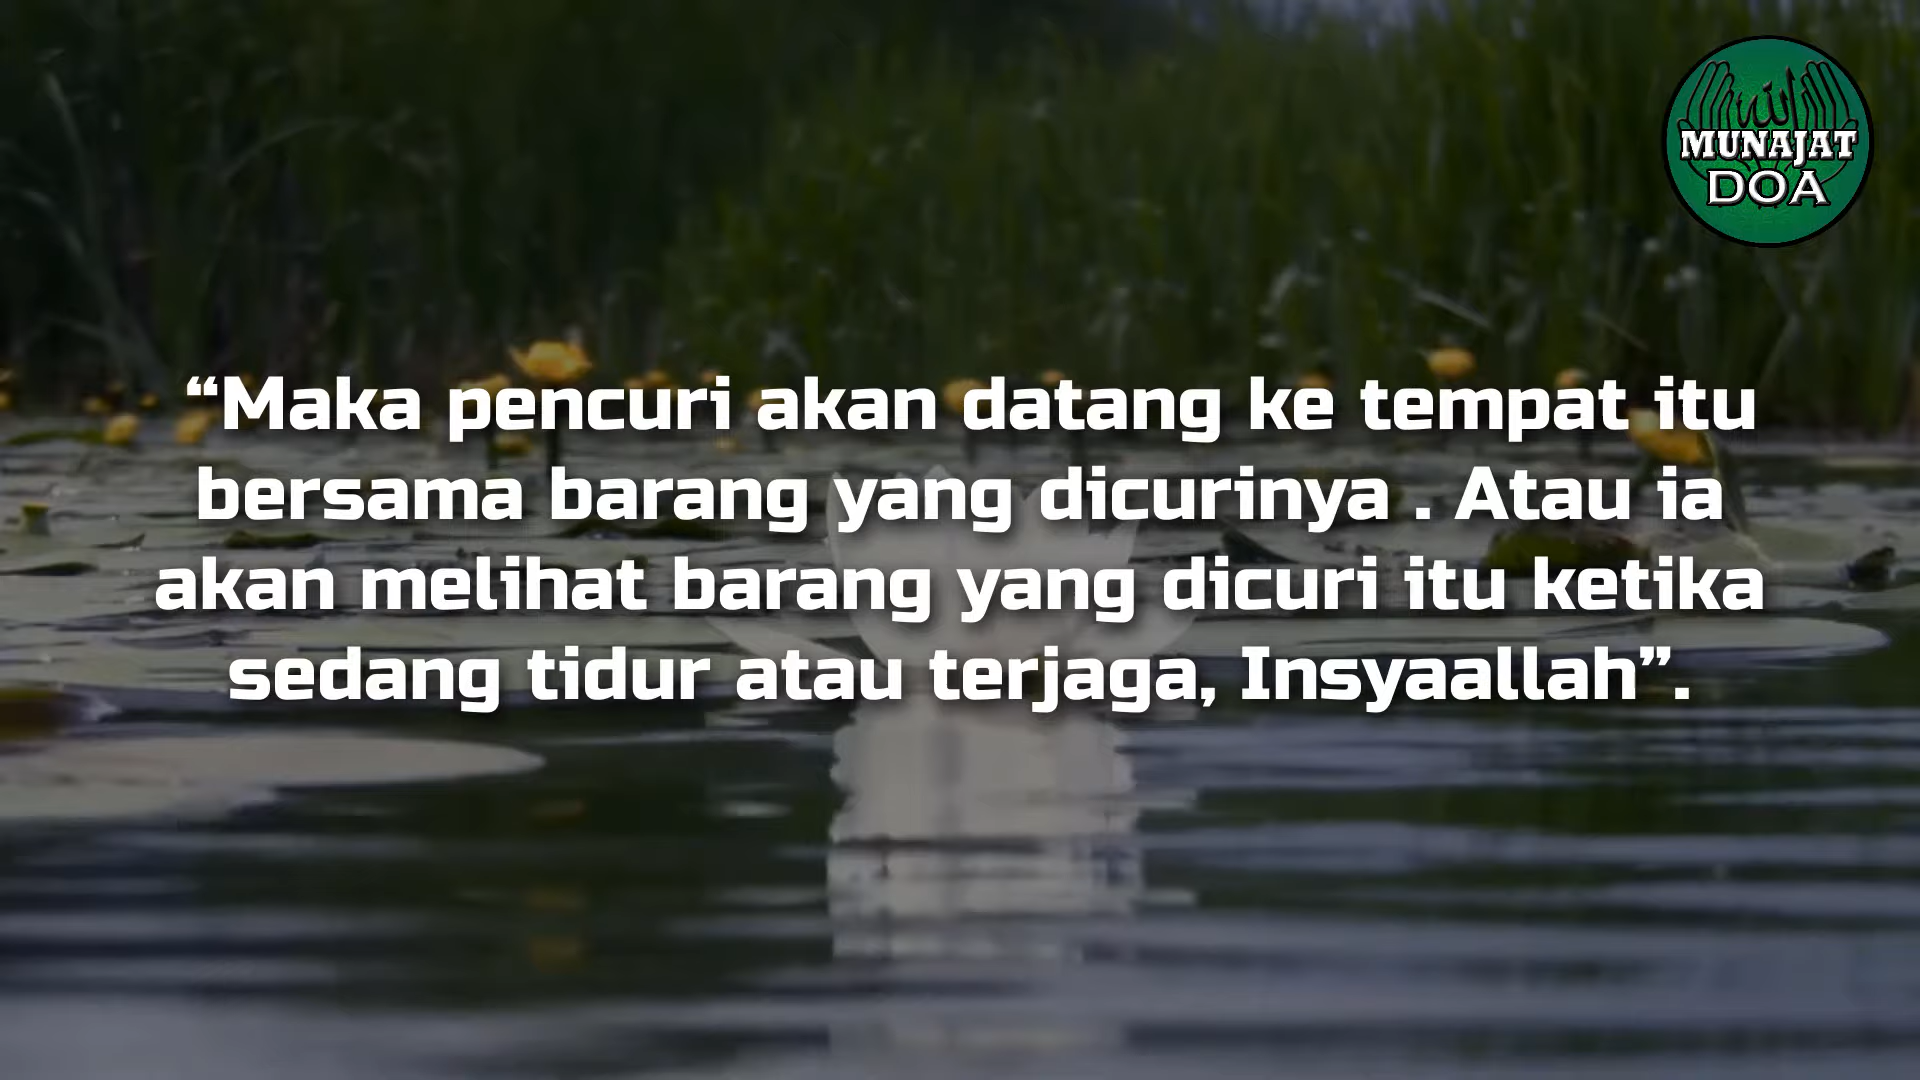 MUNAJAT
DOA
“Maka pencuri akan datang ke tempat itu
bersama barang yang dicurinya . Atau ia
akan melihat barang yang dicuri itu ketika
sedang tidur atau terjaga, Insyaallah”.